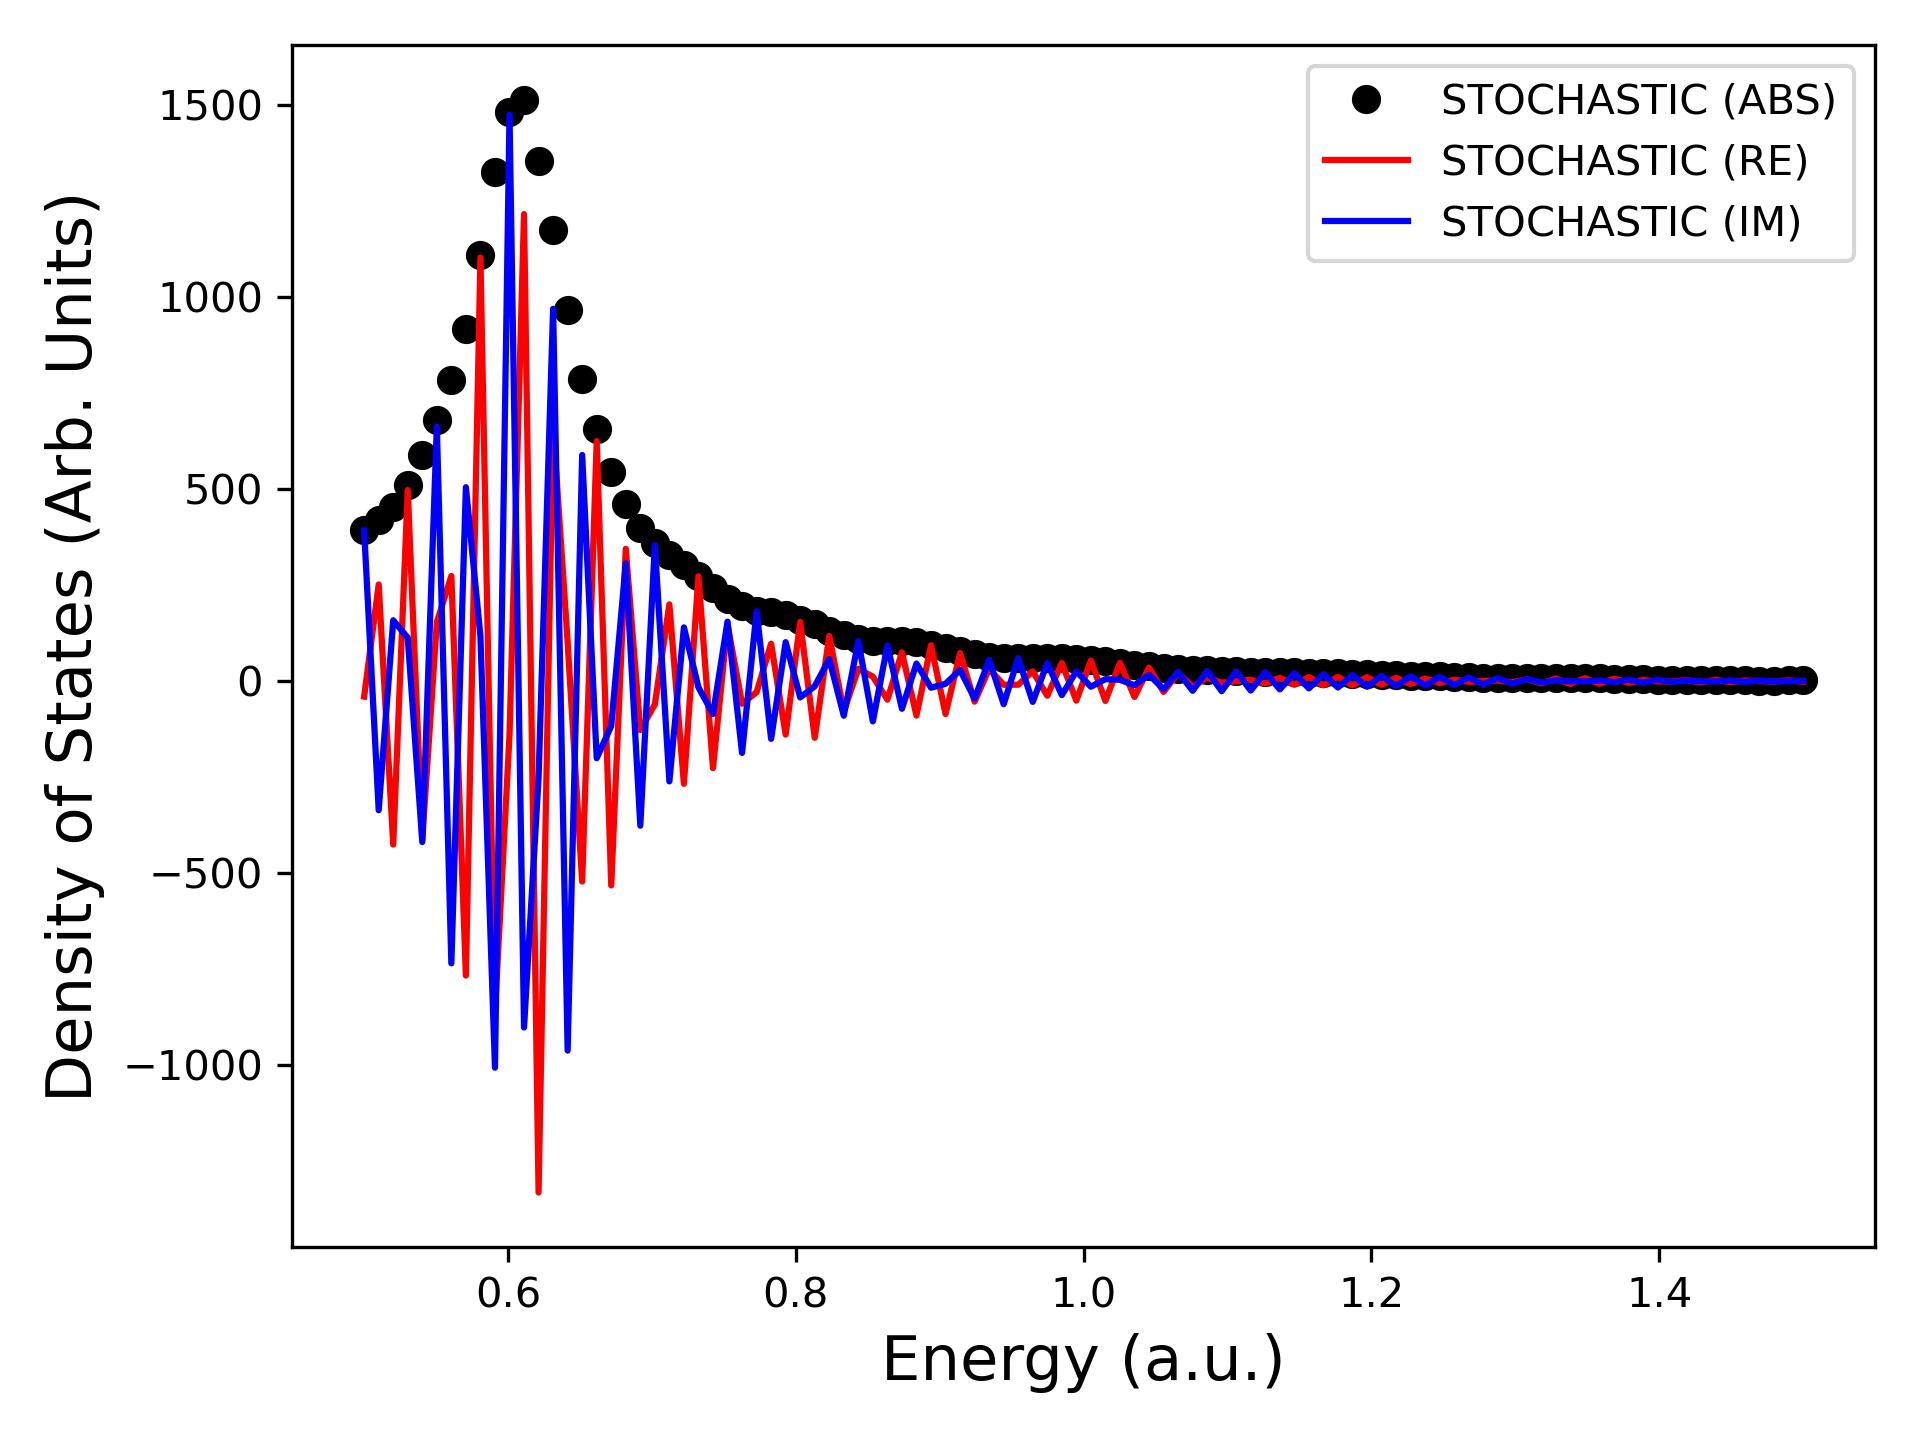 1500
1000
500
0
−500
−1000
Density of States (Arb. Units)
STOCHASTIC (ABS)
STOCHASTIC (RE)
STOCHASTIC (IM)
0.6 0.8 1.0 1.2 1.4
Energy (a.u.)